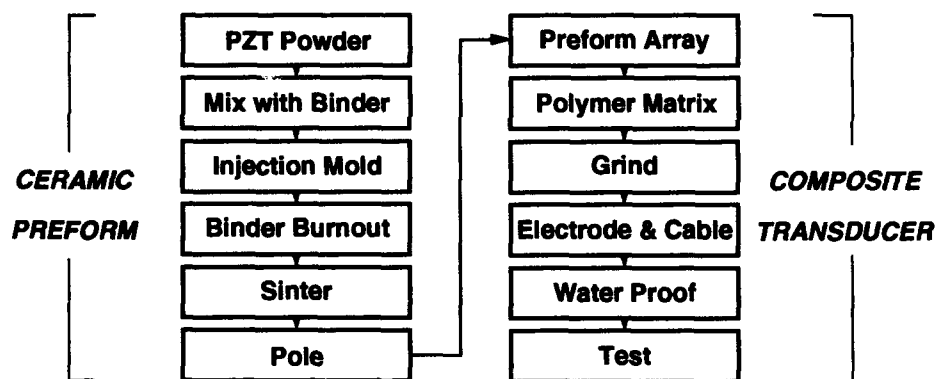 PZT Powder
Mix with Binder
Injection Mold
Binder Burnout
Sinter
Pole
CERAMIC
PREFORM
Preform Array
Polymer Matrix
Grind
Electrode & Cable
Water Proof
Test
COMPOSITE
TRANSDUCER